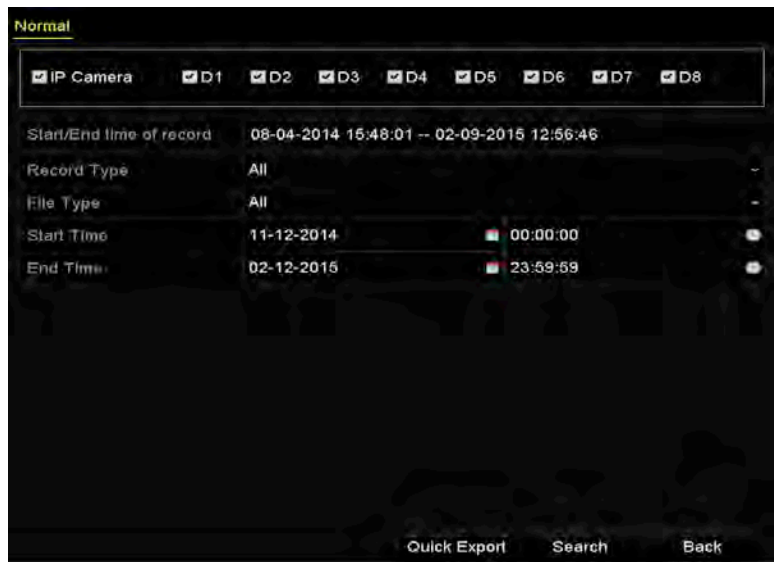 Normal
IP Camera D1 D2 D3 D4 D5 D6 D7 D8
Start/End time of record 08-04-2014 15:48:01 -- 02-09-2015 12:56:46
Record Type All
File Type All
Start Time 11-12-2014 00:00:00
End Time 02-12-2015 23:59:59
Quick Export Search Back